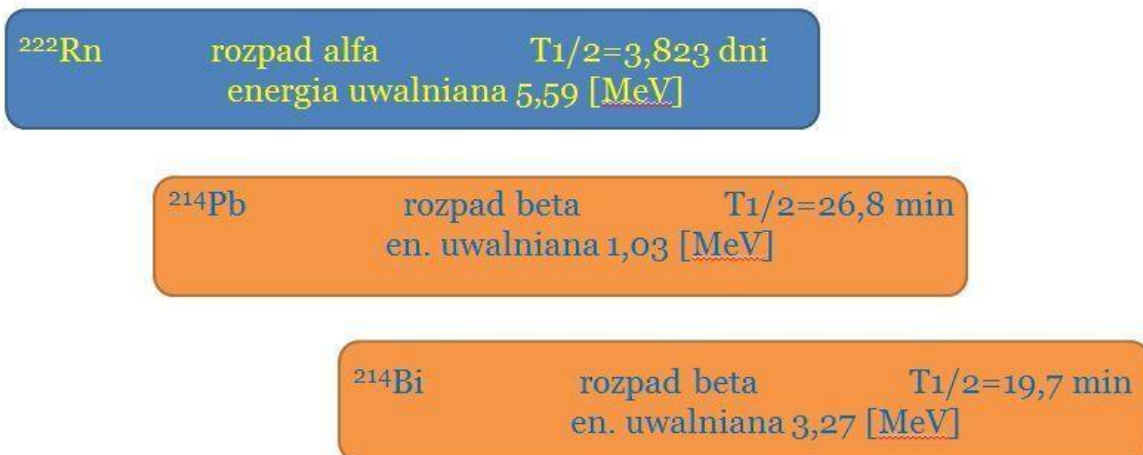 ²²²Rn rozpad alfa T1/2=3,823 dni
energia uwalniana 5,59 [MeV]
²¹⁴Pb rozpad beta T1/2=26,8 min
en. uwalniana 1,03 [MeV]
²¹⁴Bi rozpad beta T1/2=19,7 min
en. uwalniana 3,27 [MeV]